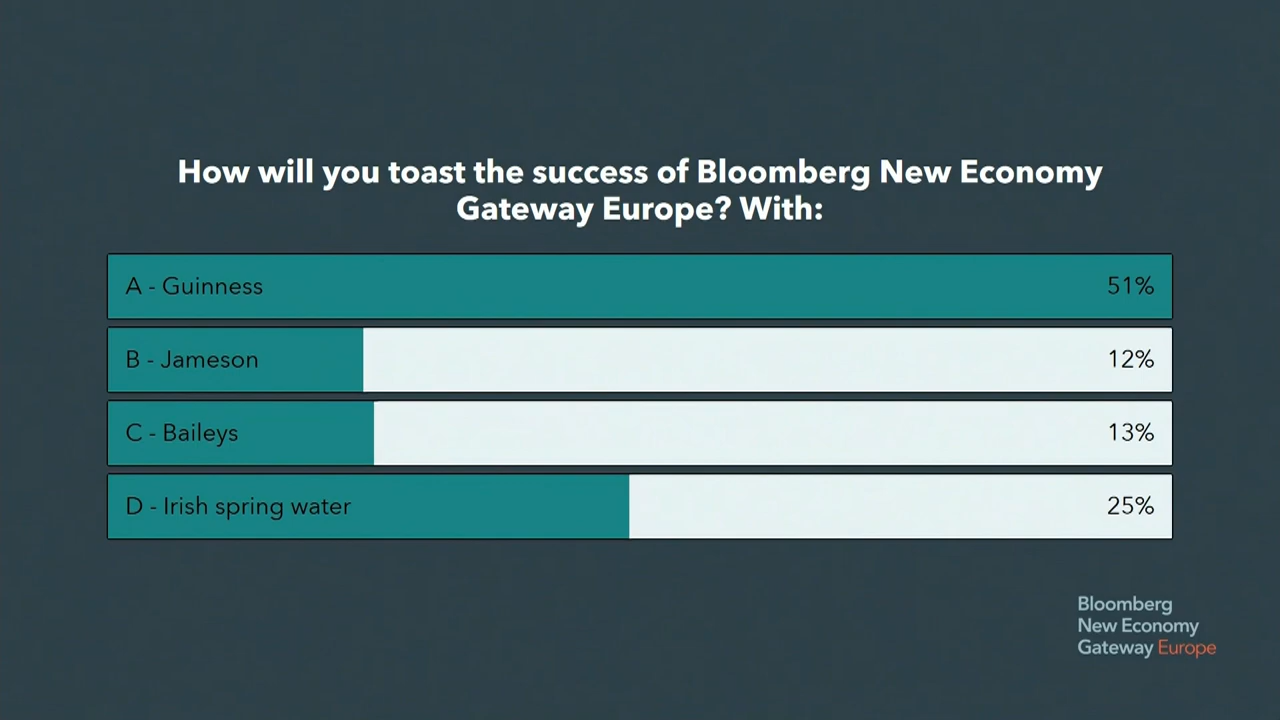 How will you toast the success of Bloomberg New Economy
Gateway Europe? With:
A - Guinness 51%
B - Jameson 12%
C - Baileys 13%
D - Irish spring water 25%
Bloomberg
New Economy
Gateway Europe